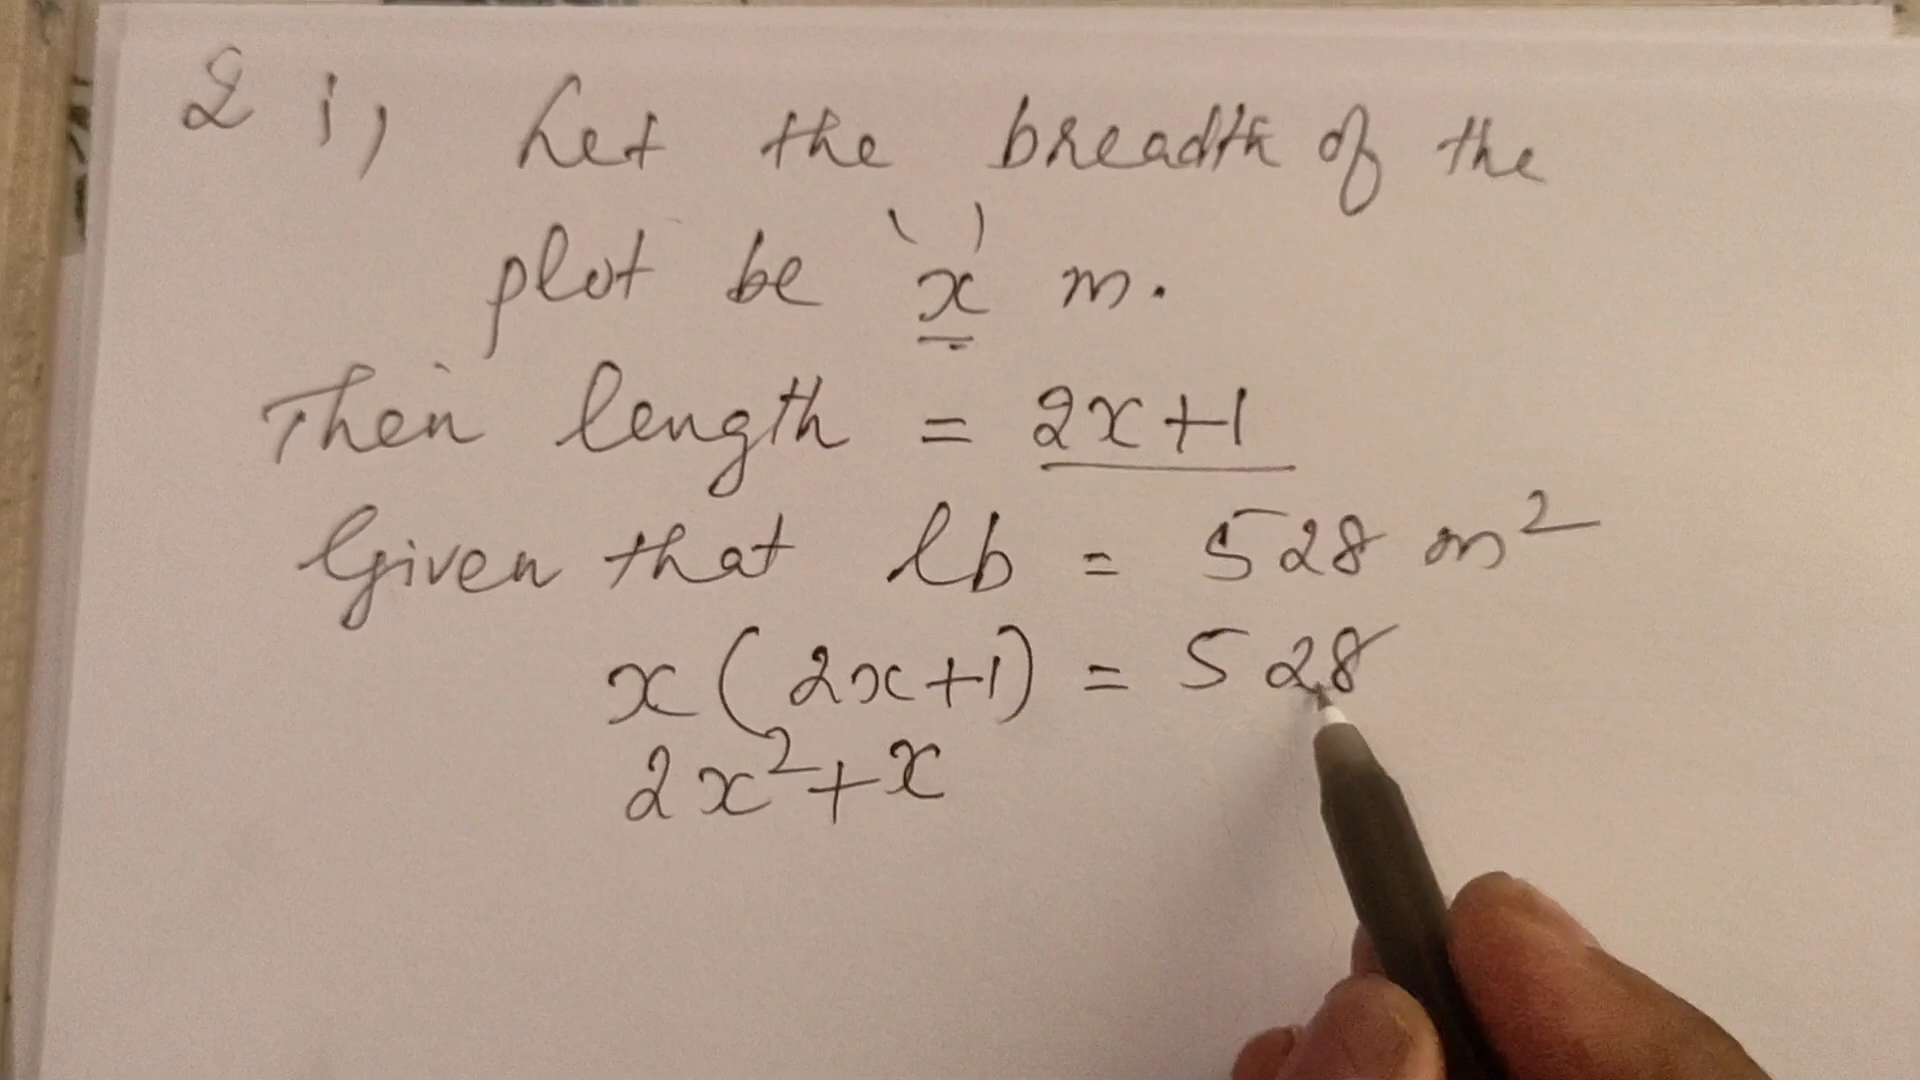 2 i, Let the breadth of the
plot be 'x' m.
Then length = 2x+1
Given that lb = 528 m²
x(2x+1) = 528
2x²+x